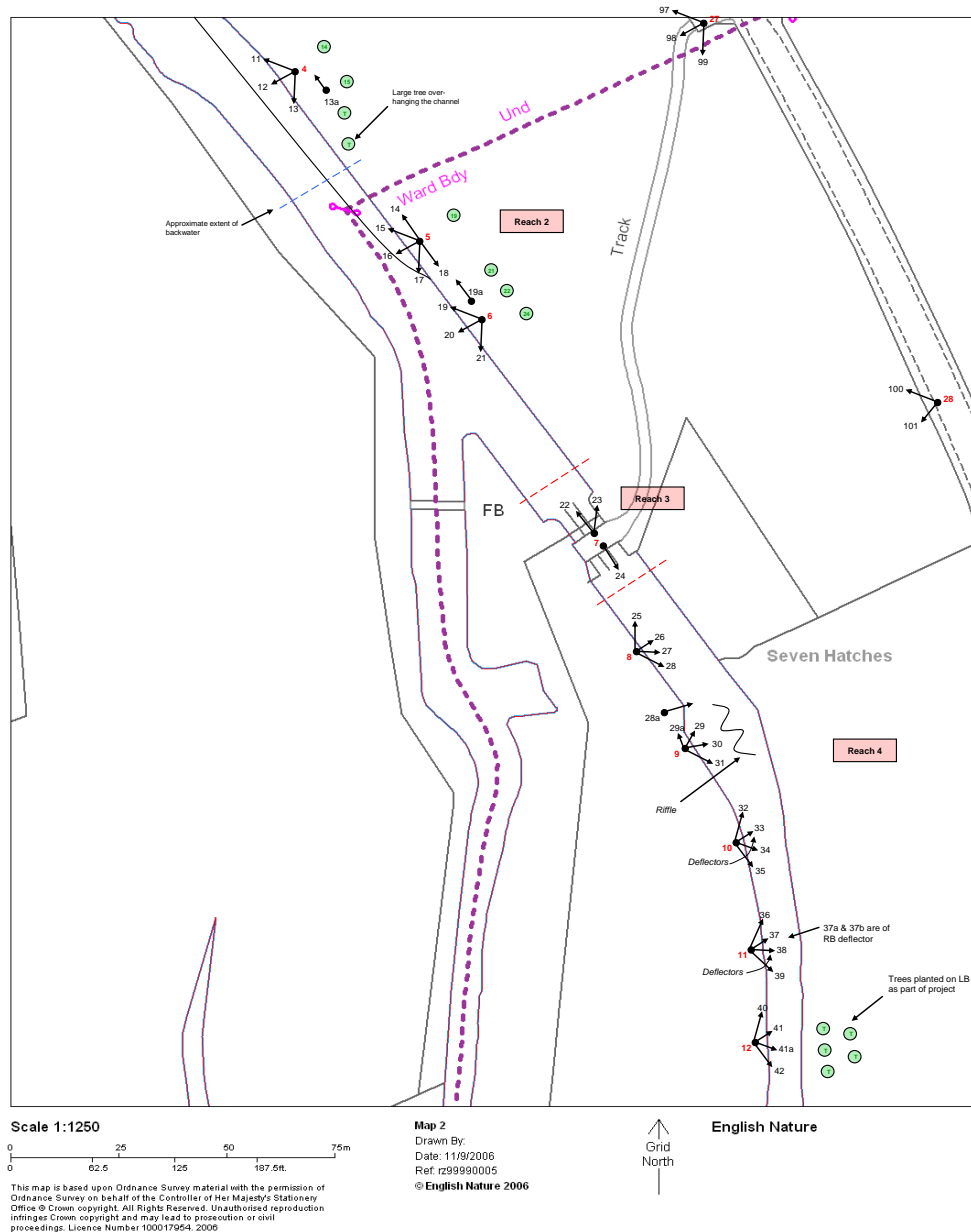 97
27
98
99
14
11
4
12
13
15
13a
T
Large tree over-
hanging the channel
T
Und
Ward Bdy
Approximate extent of
backwater
14
19
Reach 2
15
5
16
17
18
Track
21
19a
22
19
6
24
20
21
100
28
101
FB
22
23
Reach 3
7
24
25
26
8
27
28
Seven Hatches
28a
29a
29
30
9
31
Reach 4
Riffle
32
33
10
34
Deflectors
35
36
37
37a & 37b are of
RB deflector
11
38
Deflectors
39
Trees planted on LB
as part of project
40
41
12
41a
42
T
T
T
T
T
Scale 1:1250
0 25 50 75m
0 62.5 125 187.5ft.
This map is based upon Ordnance Survey material with the permission of
Ordnance Survey on behalf of the Controller of Her Majesty's Stationery
Office © Crown copyright. All Rights Reserved. Unauthorised reproduction
infringes Crown copyright and may lead to prosecution or civil
proceedings. Licence Number 100017954. 2006
Map 2
Drawn By:
Date: 11/9/2006
Ref: rz99990005
© English Nature 2006
Grid
North
English Nature